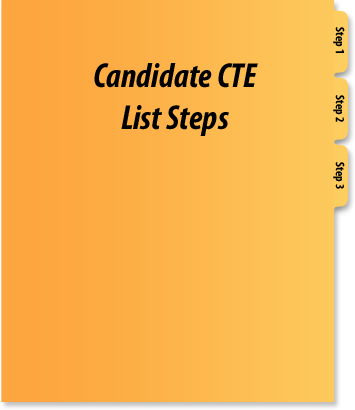 Candidate CTE
List Steps
Step 1
Step 2
Step 3